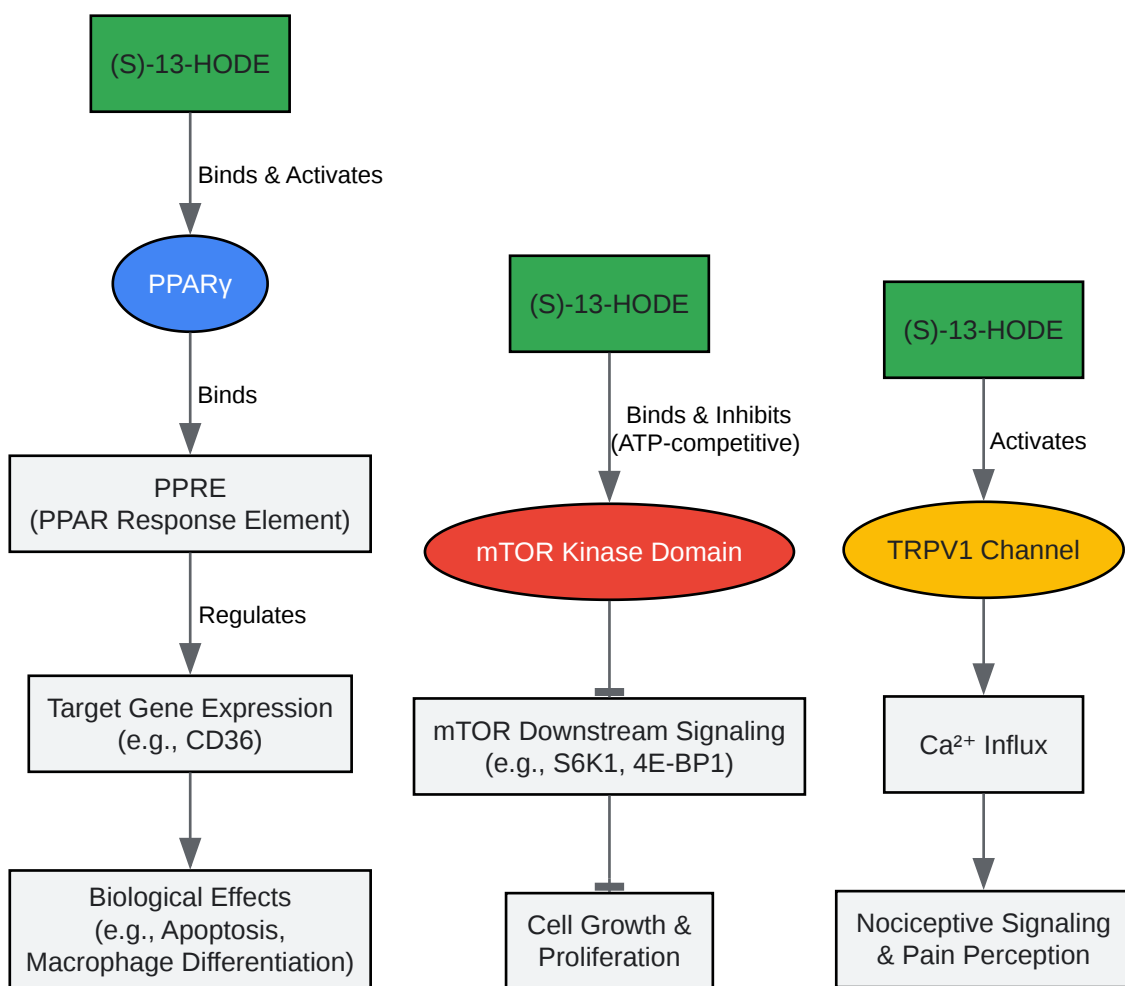 (S)-13-HODE
Binds & Activates
PPARγ
Binds
PPRE
(PPAR Response Element)
Regulates
Target Gene Expression
(e.g., CD36)
Biological Effects
(e.g., Apoptosis,
Macrophage Differentiation)
(S)-13-HODE
Binds & Inhibits
(ATP-competitive)
mTOR Kinase Domain
mTOR Downstream Signaling
(e.g., S6K1, 4E-BP1)
Cell Growth &
Proliferation
(S)-13-HODE
Activates
TRPV1 Channel
Ca²⁺ Influx
Nociceptive Signaling
& Pain Perception